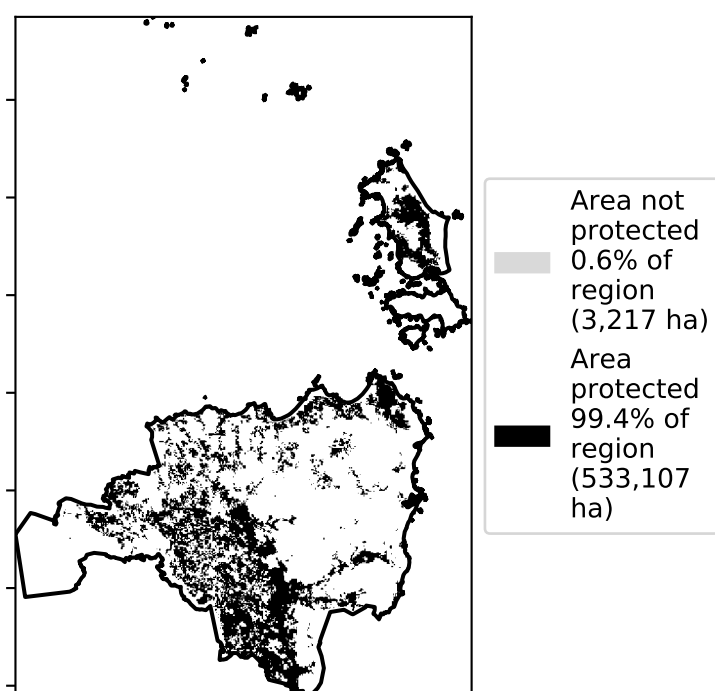 Area not
protected
0.6% of
region
(3,217 ha)
Area
protected
99.4% of
region
(533,107
ha)